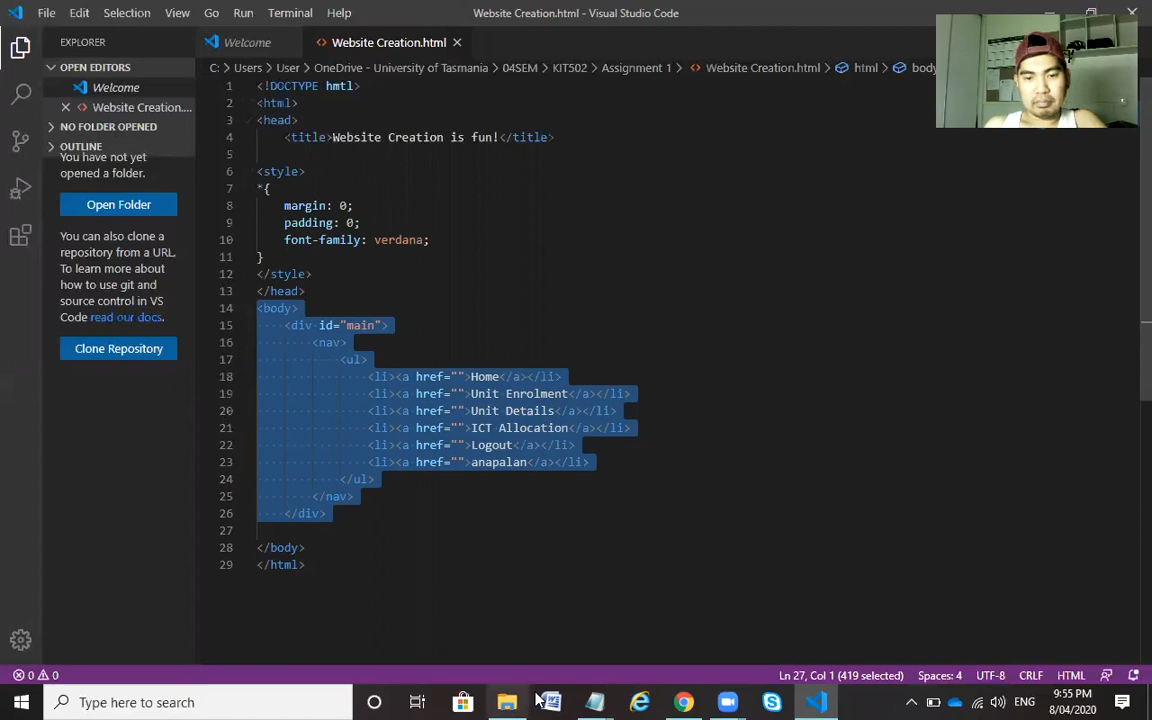 File Edit Selection View Go Run Terminal Help
Website Creation.html - Visual Studio Code
EXPLORER
Welcome
Website Creation.html
OPEN EDITORS
Welcome
Website Creation....
NO FOLDER OPENED
OUTLINE
You have not yet
opened a folder.
Open Folder
You can also clone a
repository from a URL.
To learn more about
how to use git and
source control in VS
Code read our docs.
Clone Repository
C: > Users > User > OneDrive - University of Tasmania > 04SEM > KIT502 > Assignment 1 > Website Creation.html > html > body
1 <!DOCTYPE hmtl>
2 <html>
3 <head>
4 <title>Website Creation is fun!</title>
5
6 <style>
7 *{
8 margin: 0;
9 padding: 0;
10 font-family: verdana;
11 }
12 </style>
13 </head>
14 <body>
15 <div id="main">
16 <nav>
17 <ul>
18 <li><a href="">Home</a></li>
19 <li><a href="">Unit Enrolment</a></li>
20 <li><a href="">Unit Details</a></li>
21 <li><a href="">ICT Allocation</a></li>
22 <li><a href="">Logout</a></li>
23 <li><a href="">anapalan</a></li>
24 </ul>
25 </nav>
26 </div>
27
28 </body>
29 </html>
0 0
Ln 27, Col 1 (419 selected) Spaces: 4 UTF-8 CRLF HTML
Type here to search
ENG
9:55 PM
8/04/2020